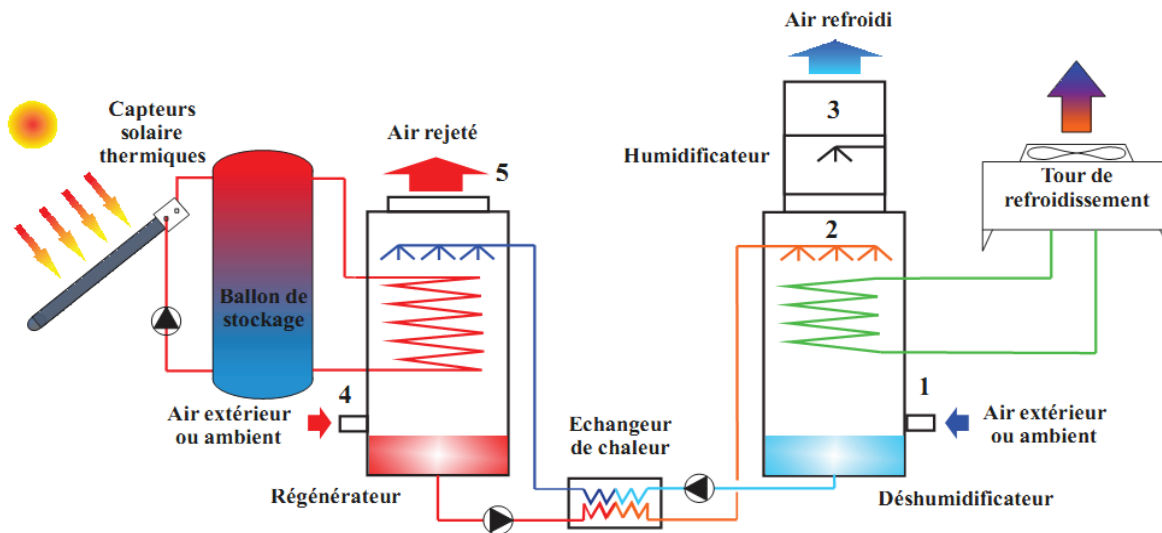 Air refroidi
Capteurs
solaire
thermiques
Air rejeté
5
3
Humidificateur
Tour de
refroidissement
2
Ballon de
stockage
4
Air extérieur
ou ambient
1
Air extérieur
ou ambient
Echangeur
de chaleur
Régénérateur
Déshumidificateur